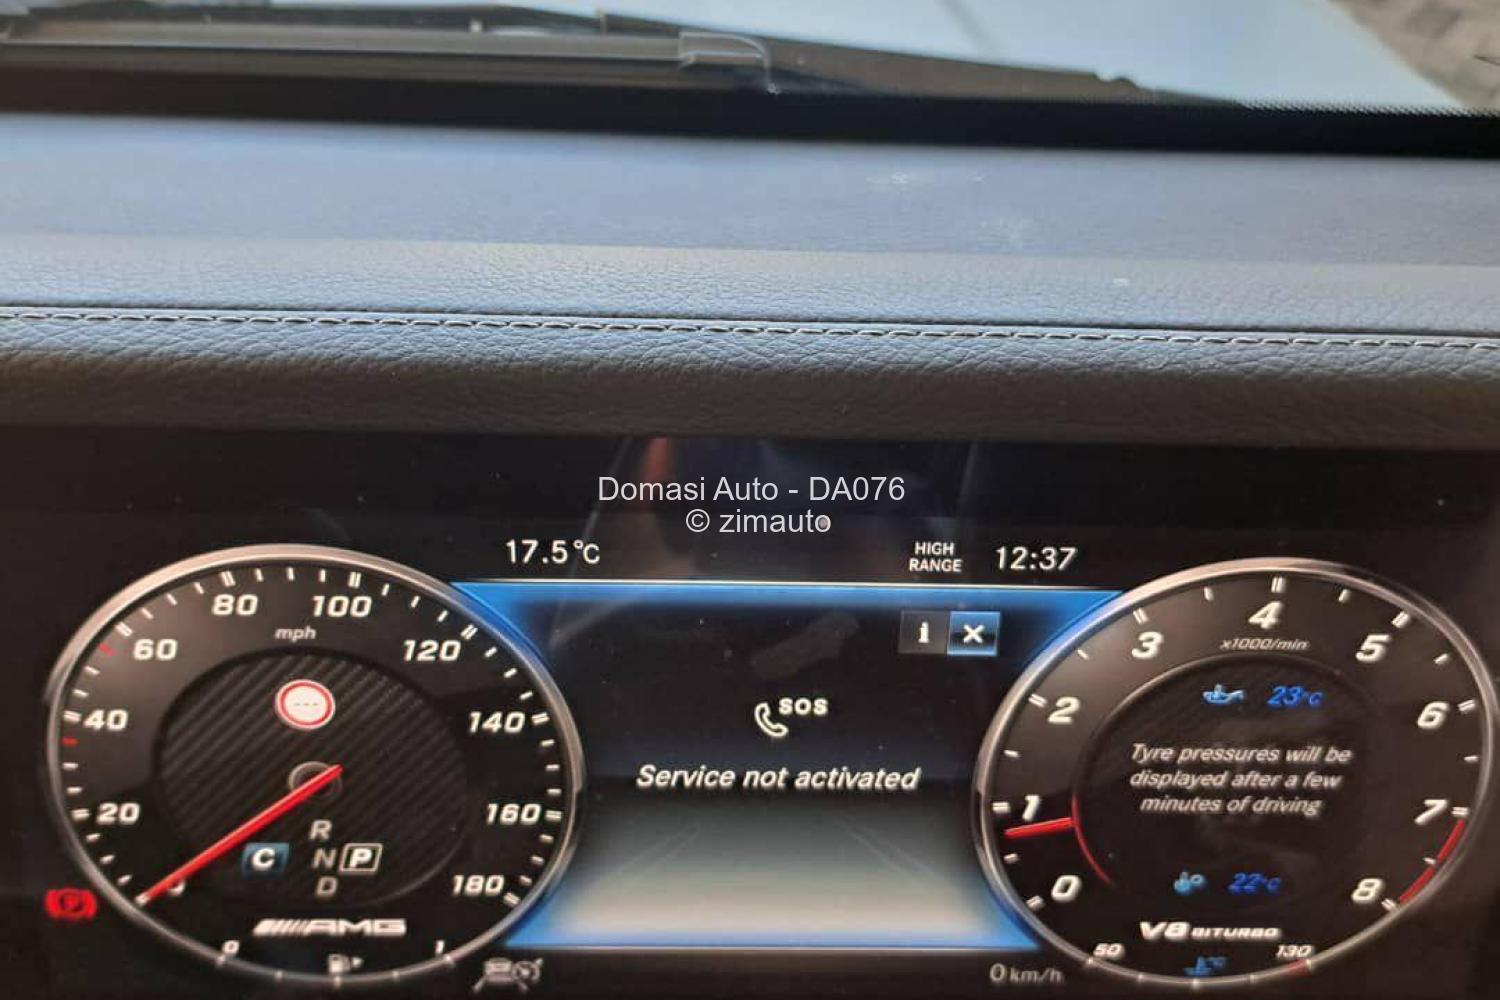 Domasi Auto - DA076
© zimauto
17.5°C
HIGH
RANGE
12:37
80
100
mph
60
120
40
140
20
160
0
180
R
C
N
P
D
AMG
0
1
i
SOS
Service not activated
4
x1000/min
3
5
2
6
1
7
0
8
23°C
Tyre pressures will be
displayed after a few
minutes of driving
22°C
V8 BITURBO
50
130
0 km/h